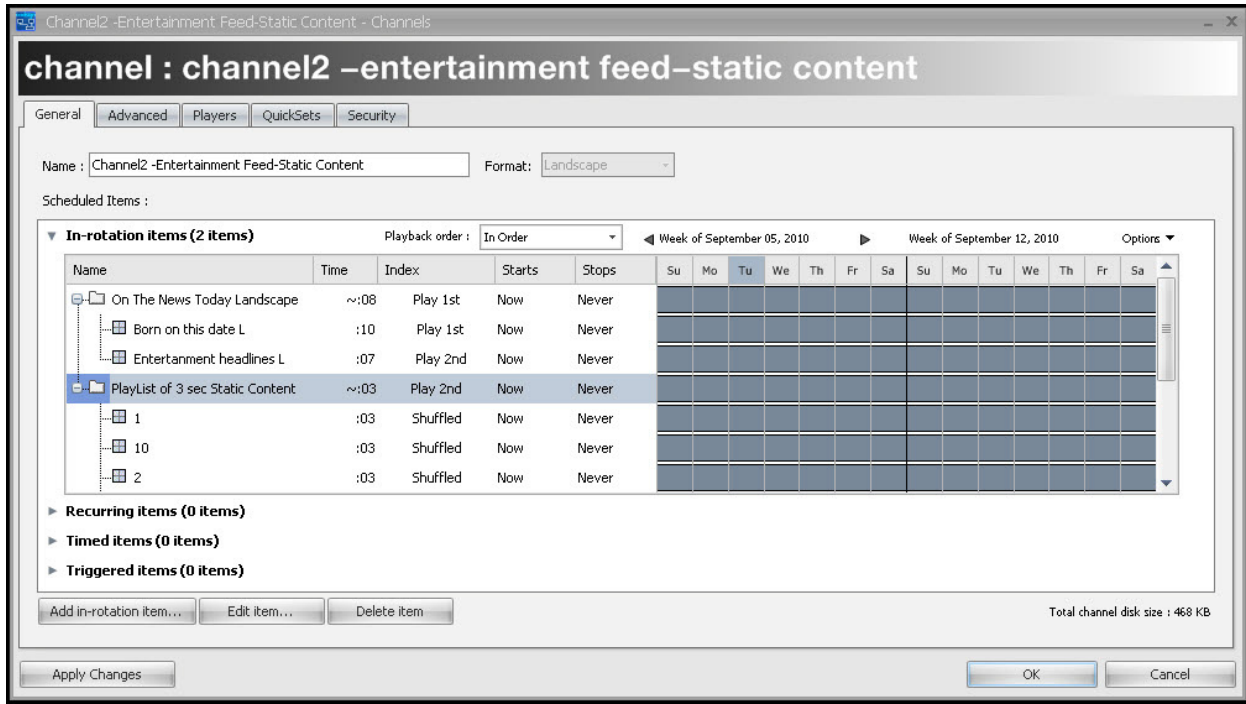 Channel2 -Entertainment Feed-Static Content - Channels
channel : channel2 –entertainment feed–static content
General Advanced Players QuickSets Security
Name : Channel2 -Entertainment Feed-Static Content Format: Landscape
Scheduled Items :
In-rotation items (2 items) Playback order : In Order Week of September 05, 2010 Week of September 12, 2010 Options
Name Time Index Starts Stops Su Mo Tu We Th Fr Sa Su Mo Tu We Th Fr Sa
On The News Today Landscape ~:08 Play 1st Now Never
Born on this date L :10 Play 1st Now Never
Entertanment headlines L :07 Play 2nd Now Never
PlayList of 3 sec Static Content ~:03 Play 2nd Now Never
1 :03 Shuffled Now Never
10 :03 Shuffled Now Never
2 :03 Shuffled Now Never
Recurring items (0 items)
Timed items (0 items)
Triggered items (0 items)
Add in-rotation item... Edit item... Delete item Total channel disk size : 468 KB
Apply Changes OK Cancel